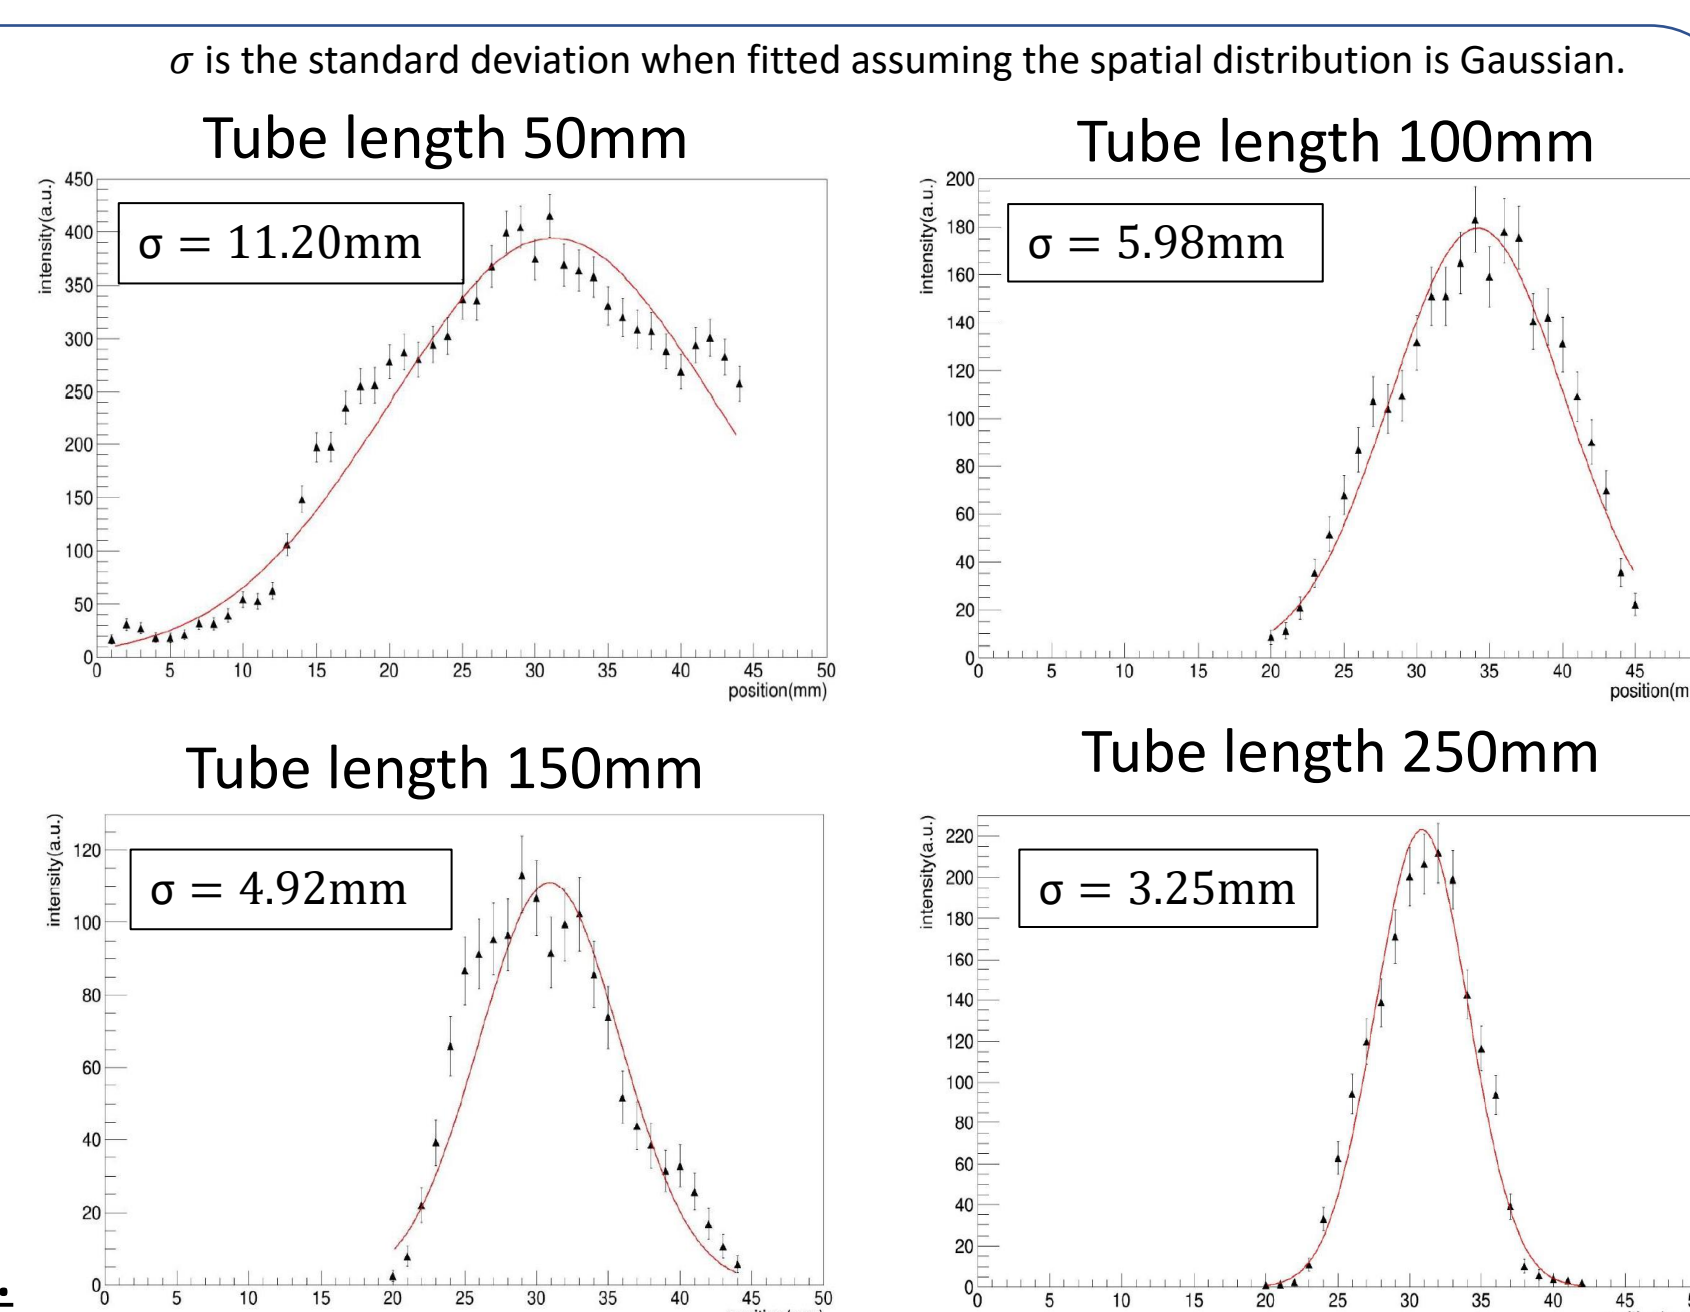 𝜎 is the standard deviation when fitted assuming the spatial distribution is Gaussian.
Tube length 50mm
intensity(a.u.)
450
400
350
300
250
200
150
100
50
0
σ = 11.20mm
0 5 10 15 20 25 30 35 40 45 50
position(mm)
Tube length 100mm
intensity(a.u.)
200
180
160
140
120
100
80
60
40
20
0
σ = 5.98mm
0 5 10 15 20 25 30 35 40 45
position(m
Tube length 150mm
intensity(a.u.)
120
100
80
60
40
20
0
σ = 4.92mm
0 5 10 15 20 25 30 35 40 45 50
Tube length 250mm
intensity(a.u.)
220
200
180
160
140
120
100
80
60
40
20
0
σ = 3.25mm
0 5 10 15 20 25 30 35 40 45